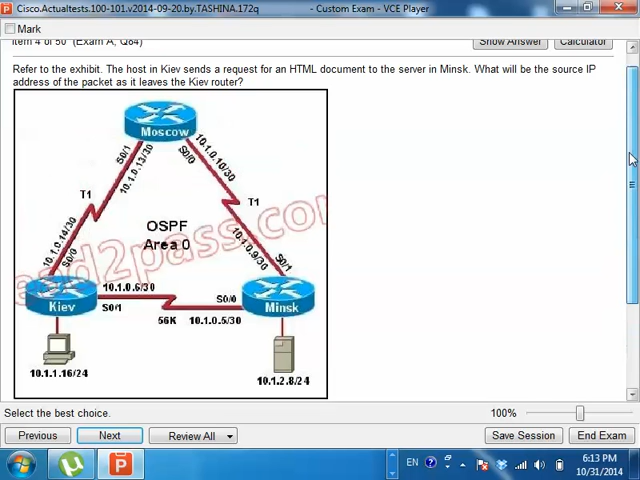 Cisco.Actualtests.100-101.v2014-09-20.by.TASHINA.172q - Custom Exam - VCE Player
Mark
Item 4 of 50 (Exam A, Q84)
Show Answer
Calculator
Refer to the exhibit. The host in Kiev sends a request for an HTML document to the server in Minsk. What will be the source IP
address of the packet as it leaves the Kiev router?
Moscow
S0/1
10.1.0.13/30
10.1.0.10/30
S0/0
T1
T1
OSPF
Area 0
ead2pass.com
10.1.0.14/30
S0/0
10.1.0.9/30
S0/1
Kiev
10.1.0.6/30
S0/1
56K
S0/0
10.1.0.5/30
Minsk
10.1.1.16/24
10.1.2.8/24
Select the best choice.
100%
Previous
Next
Review All
Save Session
End Exam
EN
6:13 PM
10/31/2014